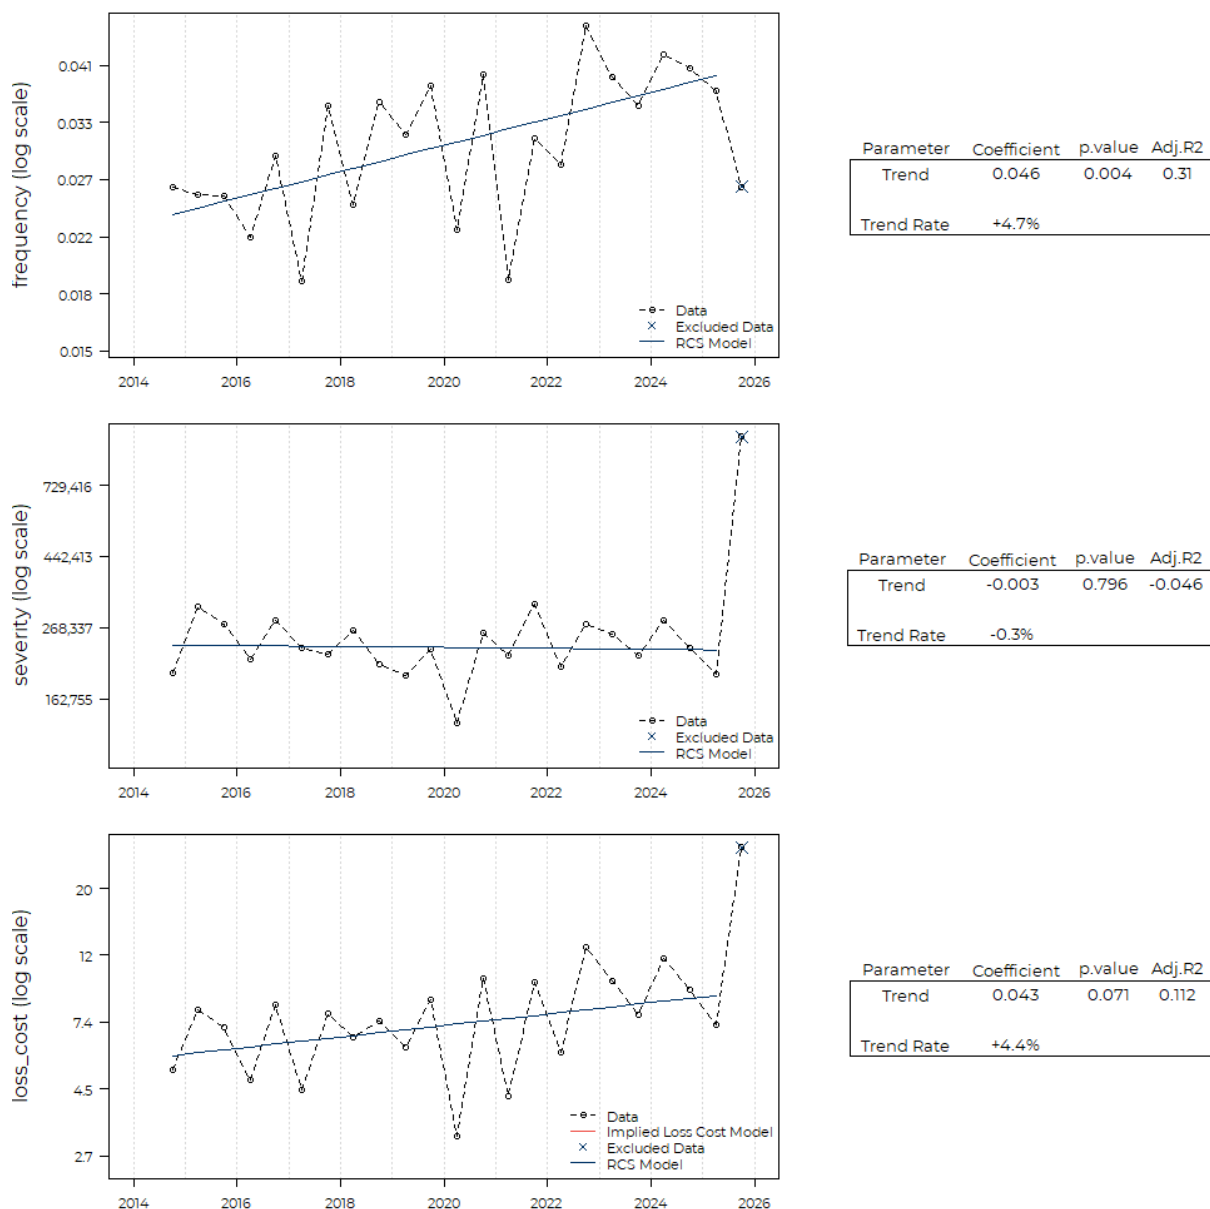 frequency (log scale)
0.041
0.033
0.027
0.022
0.018
0.015
Data
Excluded Data
RCS Model
2014 2016 2018 2020 2022 2024 2026
Parameter Coefficient p.value Adj.R2
Trend 0.046 0.004 0.31
Trend Rate +4.7%
severity (log scale)
729,416
442,413
268,337
162,755
Data
Excluded Data
RCS Model
2014 2016 2018 2020 2022 2024 2026
Parameter Coefficient p.value Adj.R2
Trend -0.003 0.796 -0.046
Trend Rate -0.3%
loss_cost (log scale)
20
12
7.4
4.5
2.7
Data
Implied Loss Cost Model
Excluded Data
RCS Model
2014 2016 2018 2020 2022 2024 2026
Parameter Coefficient p.value Adj.R2
Trend 0.043 0.071 0.112
Trend Rate +4.4%